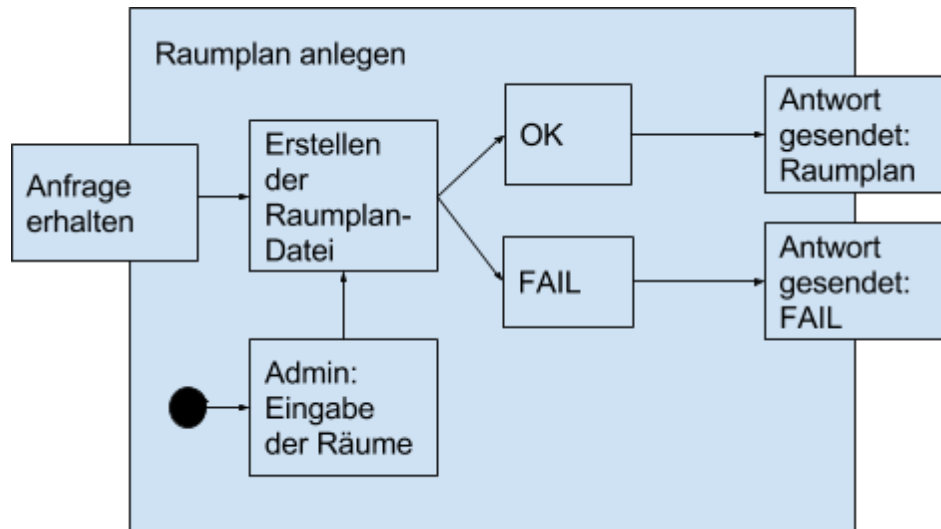 Raumplan anlegen
Anfrage
erhalten
Erstellen
der
Raumplan-
Datei
OK
Antwort
gesendet:
Raumplan
FAIL
Antwort
gesendet:
FAIL
Admin:
Eingabe
der Räume